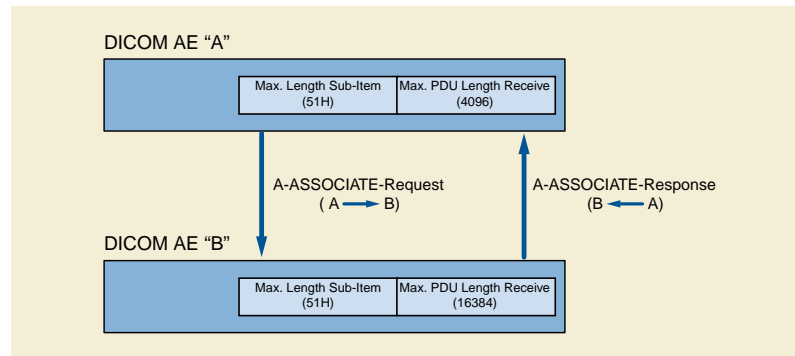 DICOM AE “A”
Max. Length Sub-Item
(51H)
Max. PDU Length Receive
(4096)
A-ASSOCIATE-Request
( A B)
A-ASSOCIATE-Response
(B A)
DICOM AE “B”
Max. Length Sub-Item
(51H)
Max. PDU Length Receive
(16384)